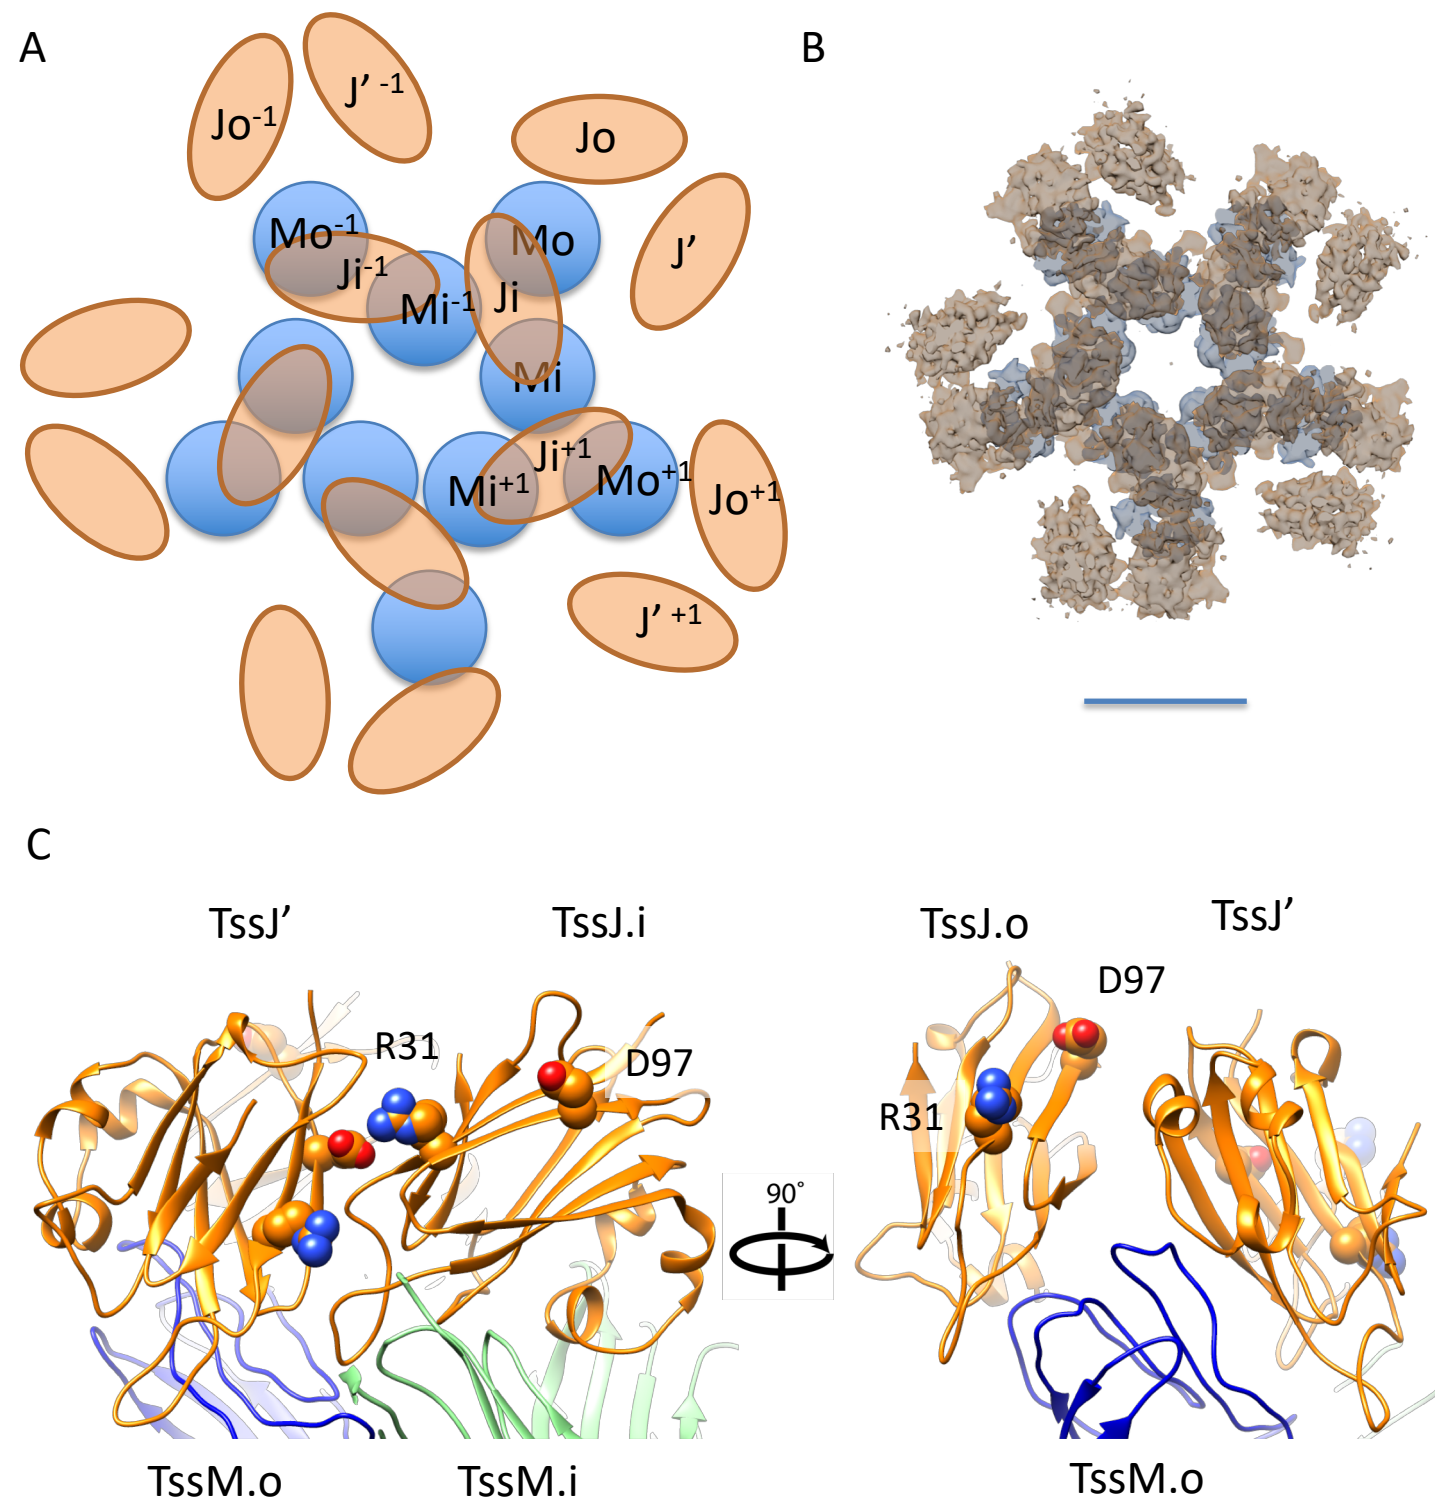 A
B
Jo-1
J’ -1
Jo
J’
Mo-1
Mo
Ji-1
Ji
Mi-1
Mi
Ji+1
Mi+1
Mo+1
Jo+1
J’ +1
C
TssJ’
TssJ.i
TssJ.o
TssJ’
R31
D97
D97
R31
90°
TssM.o
TssM.i
TssM.o